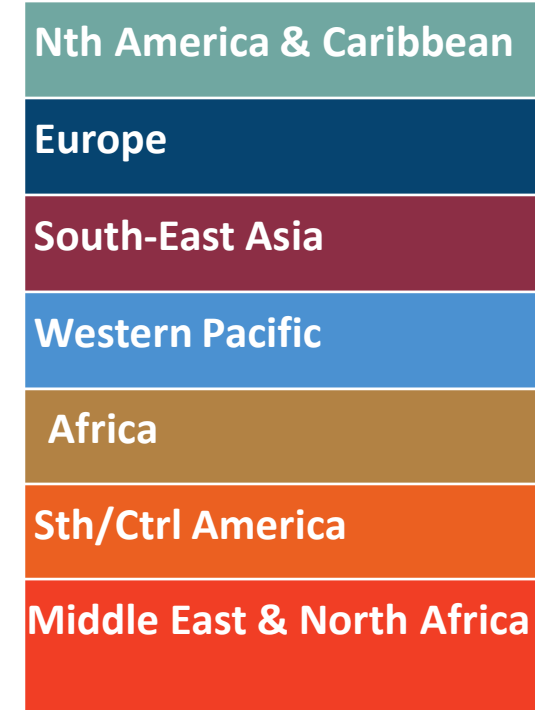 Nth America & Caribbean
Europe
South-East Asia
Western Pacific
Africa
Sth/Ctrl America
Middle East & North Africa